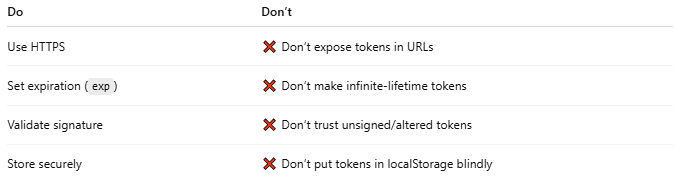 Do Don't
Use HTTPS ❌ Don't expose tokens in URLs
Set expiration (exp) ❌ Don't make infinite-lifetime tokens
Validate signature ❌ Don't trust unsigned/altered tokens
Store securely ❌ Don't put tokens in localStorage blindly